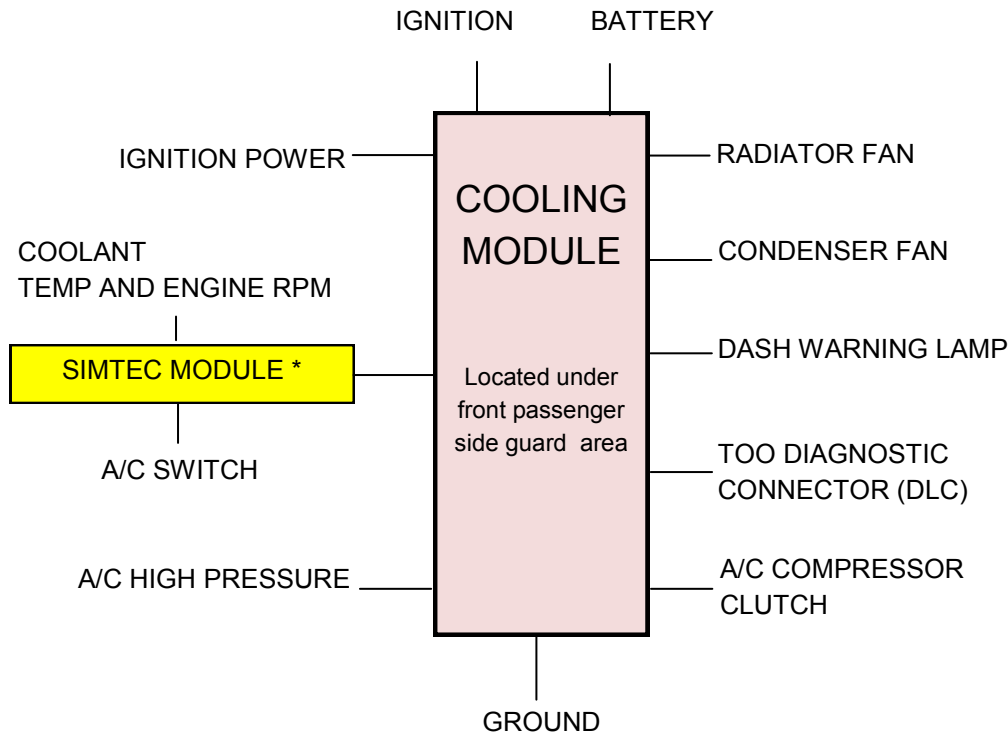 IGNITION
BATTERY
IGNITION POWER
COOLANT
TEMP AND ENGINE RPM
SIMTEC MODULE *
A/C SWITCH
A/C HIGH PRESSURE
COOLING
MODULE
Located under
front passenger
side guard area
RADIATOR FAN
CONDENSER FAN
DASH WARNING LAMP
TOO DIAGNOSTIC
CONNECTOR (DLC)
A/C COMPRESSOR
CLUTCH
GROUND